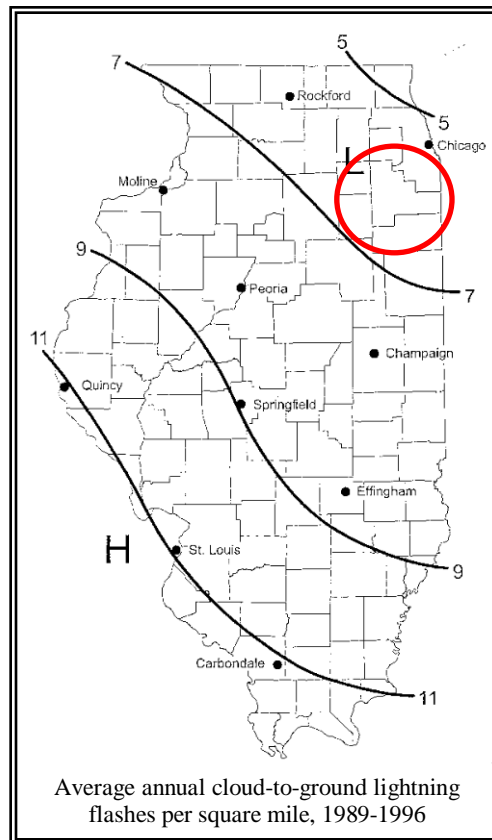 5
7
Rockford
5
Chicago
L
Moline
9
7
Peoria
11
Champaign
Quincy
Springfield
Effingham
H
St. Louis
9
Carbondale
11
Average annual cloud-to-ground lightning
flashes per square mile, 1989-1996